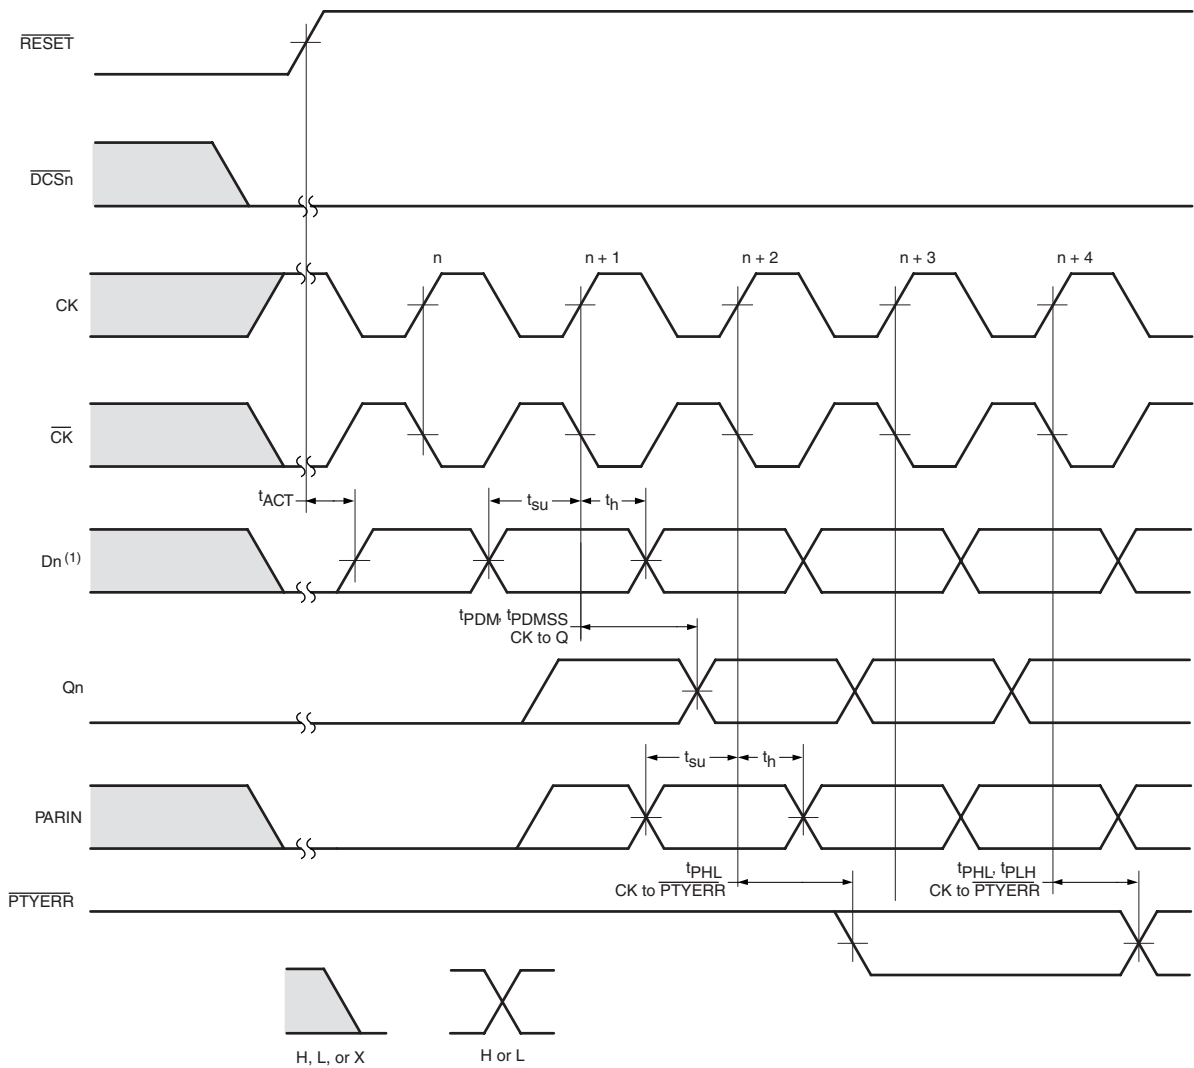 RESET
DCSn
n n + 1 n + 2 n + 3 n + 4
CK
CK
tACT tsu th
Dn(1)
tPDM, tPDMSS
CK to Q
Qn
tsu th
PARIN
tPHL
CK to PTYERR
tPHL, tPLH
CK to PTYERR
PTYERR
H, L, or X
H or L